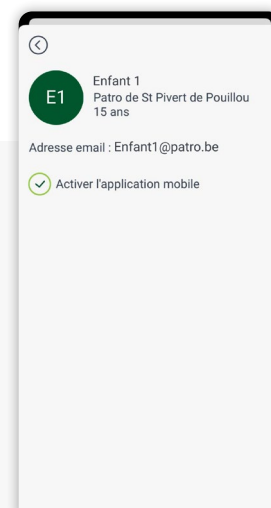 E1
Enfant 1
Patro de St Pivert de Pouillou
15 ans
Adresse email : Enfant1@patro.be
Activer l'application mobile